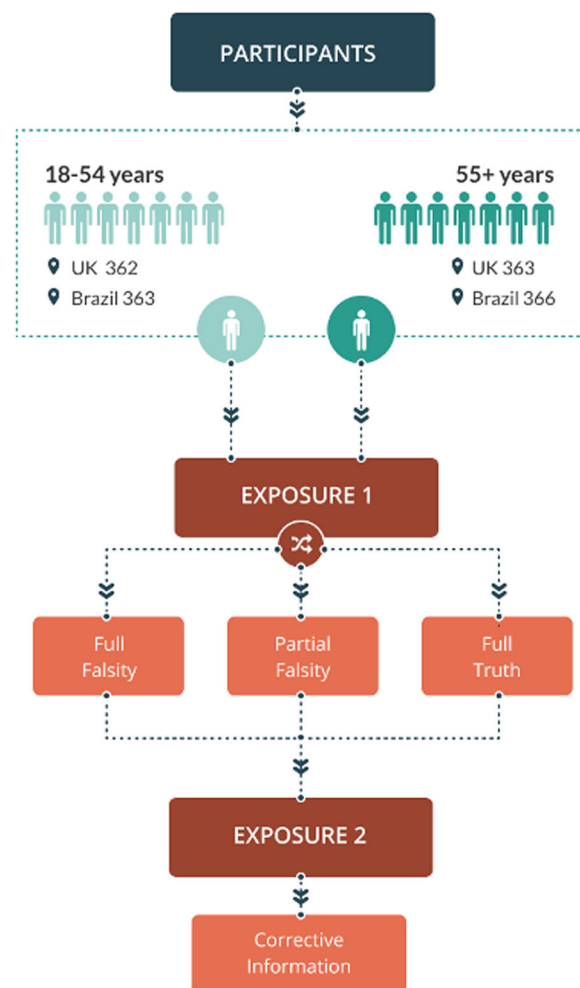 PARTICIPANTS
18-54 years
UK 362
Brazil 363
55+ years
UK 363
Brazil 366
EXPOSURE 1
Full
Falsity
Partial
Falsity
Full
Truth
EXPOSURE 2
Corrective
Information